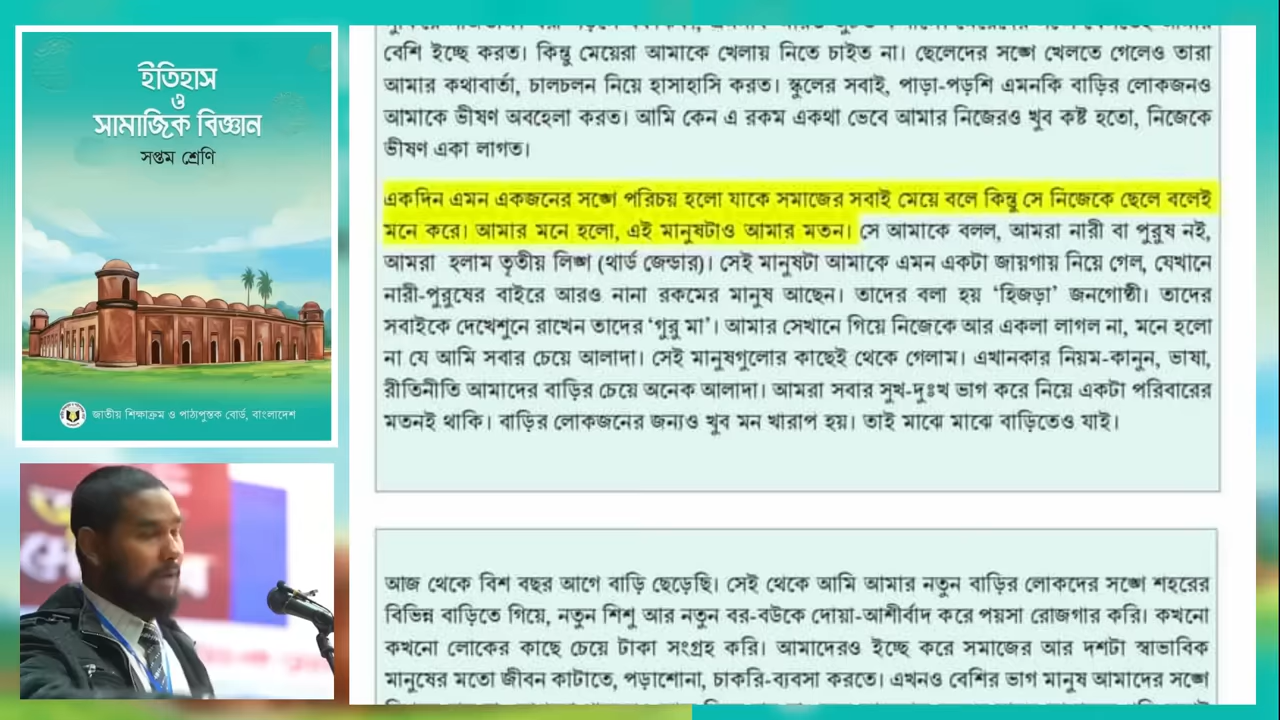 ইতিহাস
ও
সামাজিক বিজ্ঞান
সপ্তম শ্রেণি
জাতীয় শিক্ষাক্রম ও পাঠ্যপুস্তক বোর্ড, বাংলাদেশ
বেশি ইচ্ছে করত। কিন্তু মেয়েরা আমাকে খেলায় নিতে চাইত না। ছেলেদের সঙ্গে খেলতে গেলেও তারা
আমার কথাবার্তা, চালচলন নিয়ে হাসাহাসি করত। স্কুলের সবাই, পাড়া-পড়শি এমনকি বাড়ির লোকজনও
আমাকে ভীষণ অবহেলা করত। আমি কেন এ রকম একথা ভেবে আমার নিজেরও খুব কষ্ট হতো, নিজেকে
ভীষণ একা লাগত।
একদিন এমন একজনের সঙ্গে পরিচয় হলো যাকে সমাজের সবাই মেয়ে বলে কিন্তু সে নিজেকে ছেলে বলেই
মনে করে। আমার মনে হলো, এই মানুষটাও আমার মতন। সে আমাকে বলল, আমরা নারী বা পুরুষ নই,
আমরা হলাম তৃতীয় লিঙ্গ (থার্ড জেন্ডার)। সেই মানুষটা আমাকে এমন একটা জায়গায় নিয়ে গেল, যেখানে
নারী-পুরুষের বাইরে আরও নানা রকমের মানুষ আছেন। তাদের বলা হয় ‘হিজড়া’ জনগোষ্ঠী। তাদের
সবাইকে দেখেশুনে রাখেন তাদের ‘গুরু মা’। আমার সেখানে গিয়ে নিজেকে আর একলা লাগল না, মনে হলো
না যে আমি সবার চেয়ে আলাদা। সেই মানুষগুলোর কাছেই থেকে গেলাম। এখানকার নিয়ম-কানুন, ভাষা,
রীতিনীতি আমাদের বাড়ির চেয়ে অনেক আলাদা। আমরা সবার সুখ-দুঃখ ভাগ করে নিয়ে একটা পরিবারের
মতনই থাকি। বাড়ির লোকজনের জন্যও খুব মন খারাপ হয়। তাই মাঝে মাঝে বাড়িতেও যাই।
আজ থেকে বিশ বছর আগে বাড়ি ছেড়েছি। সেই থেকে আমি আমার নতুন বাড়ির লোকদের সঙ্গে শহরের
বিভিন্ন বাড়িতে গিয়ে, নতুন শিশু আর নতুন বর-বউকে দোয়া-আশীর্বাদ করে পয়সা রোজগার করি। কখনো
কখনো লোকের কাছে চেয়ে টাকা সংগ্রহ করি। আমাদেরও ইচ্ছে করে সমাজের আর দশটা স্বাভাবিক
মানুষের মতো জীবন কাটাতে, পড়াশোনা, চাকরি-ব্যবসা করতে। এখনও বেশির ভাগ মানুষ আমাদের সঙ্গে